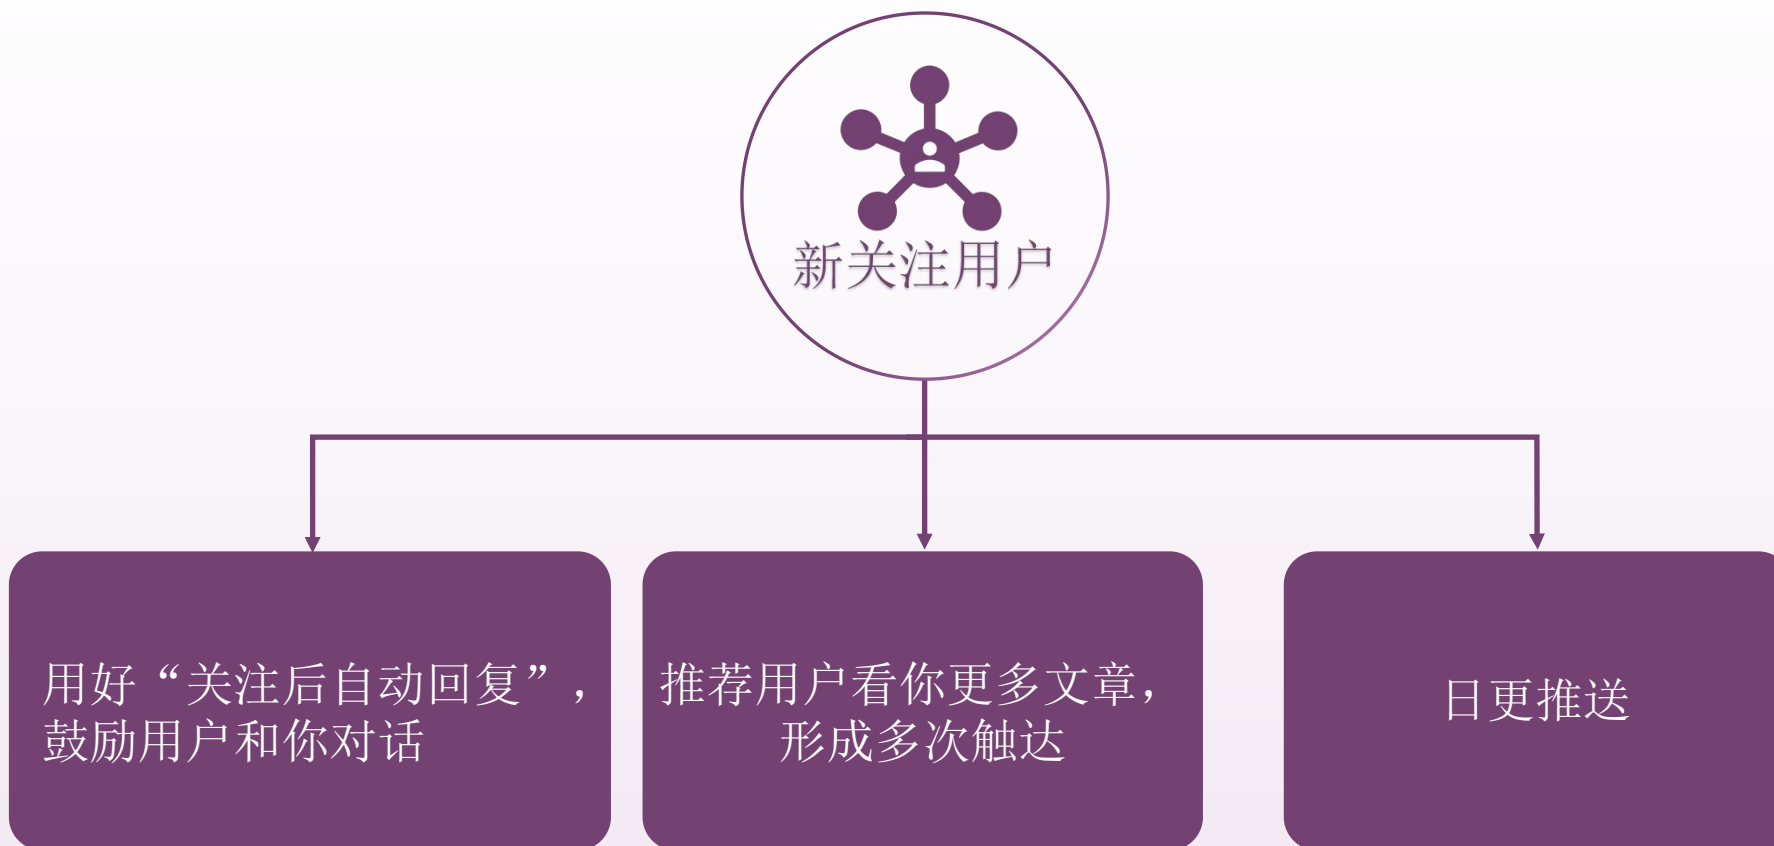 新关注用户
用好“关注后自动回复”，
鼓励用户和你对话
推荐用户看你更多文章，
形成多次触达
日更推送